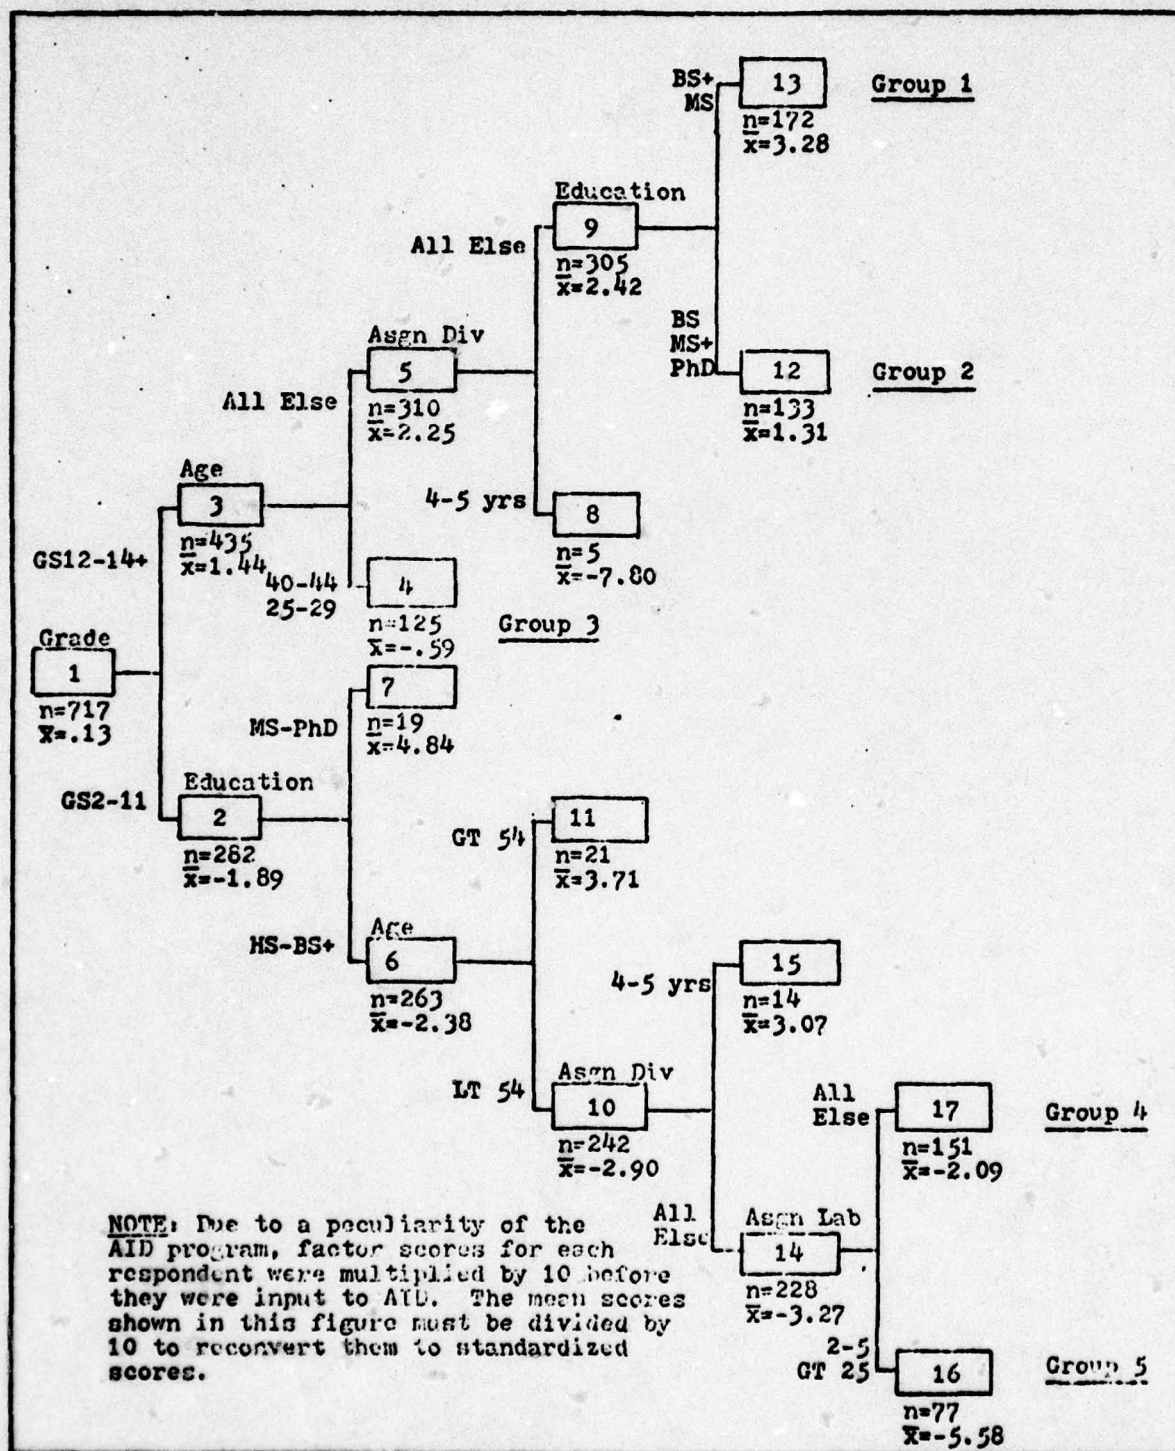 BS+
MS
13
Group 1
n=172
x̄=3.28
Education
9
All Else
n=305
x̄=2.42
BS
MS+
PhD
12
Group 2
n=133
x̄=1.31
Asgn Div
5
All Else
n=310
x̄=2.25
4-5 yrs
8
n=5
x̄=-7.80
Age
3
GS12-14+
n=435
x̄=1.44
40-44
25-29
4
n=125
x̄=-.59
Group 3
Grade
1
n=717
x̄=.13
MS-PhD
7
n=19
x=4.84
GS2-11
Education
2
n=282
x̄=-1.89
GT 54
11
n=21
x̄=3.71
HS-BS+
Age
6
n=263
x̄=-2.38
4-5 yrs
15
n=14
x̄=3.07
LT 54
Asgn Div
10
n=242
x̄=-2.90
All
Else
17
Group 4
n=151
x̄=-2.09
All
Else
Asgn Lab
14
n=228
x̄=-3.27
2-5
GT 25
16
Group 5
n=77
x̄=-5.58
NOTE: Due to a peculiarity of the
AID program, factor scores for each
respondent were multiplied by 10 before
they were input to AID. The mean scores
shown in this figure must be divided by
10 to reconvert them to standardized
scores.